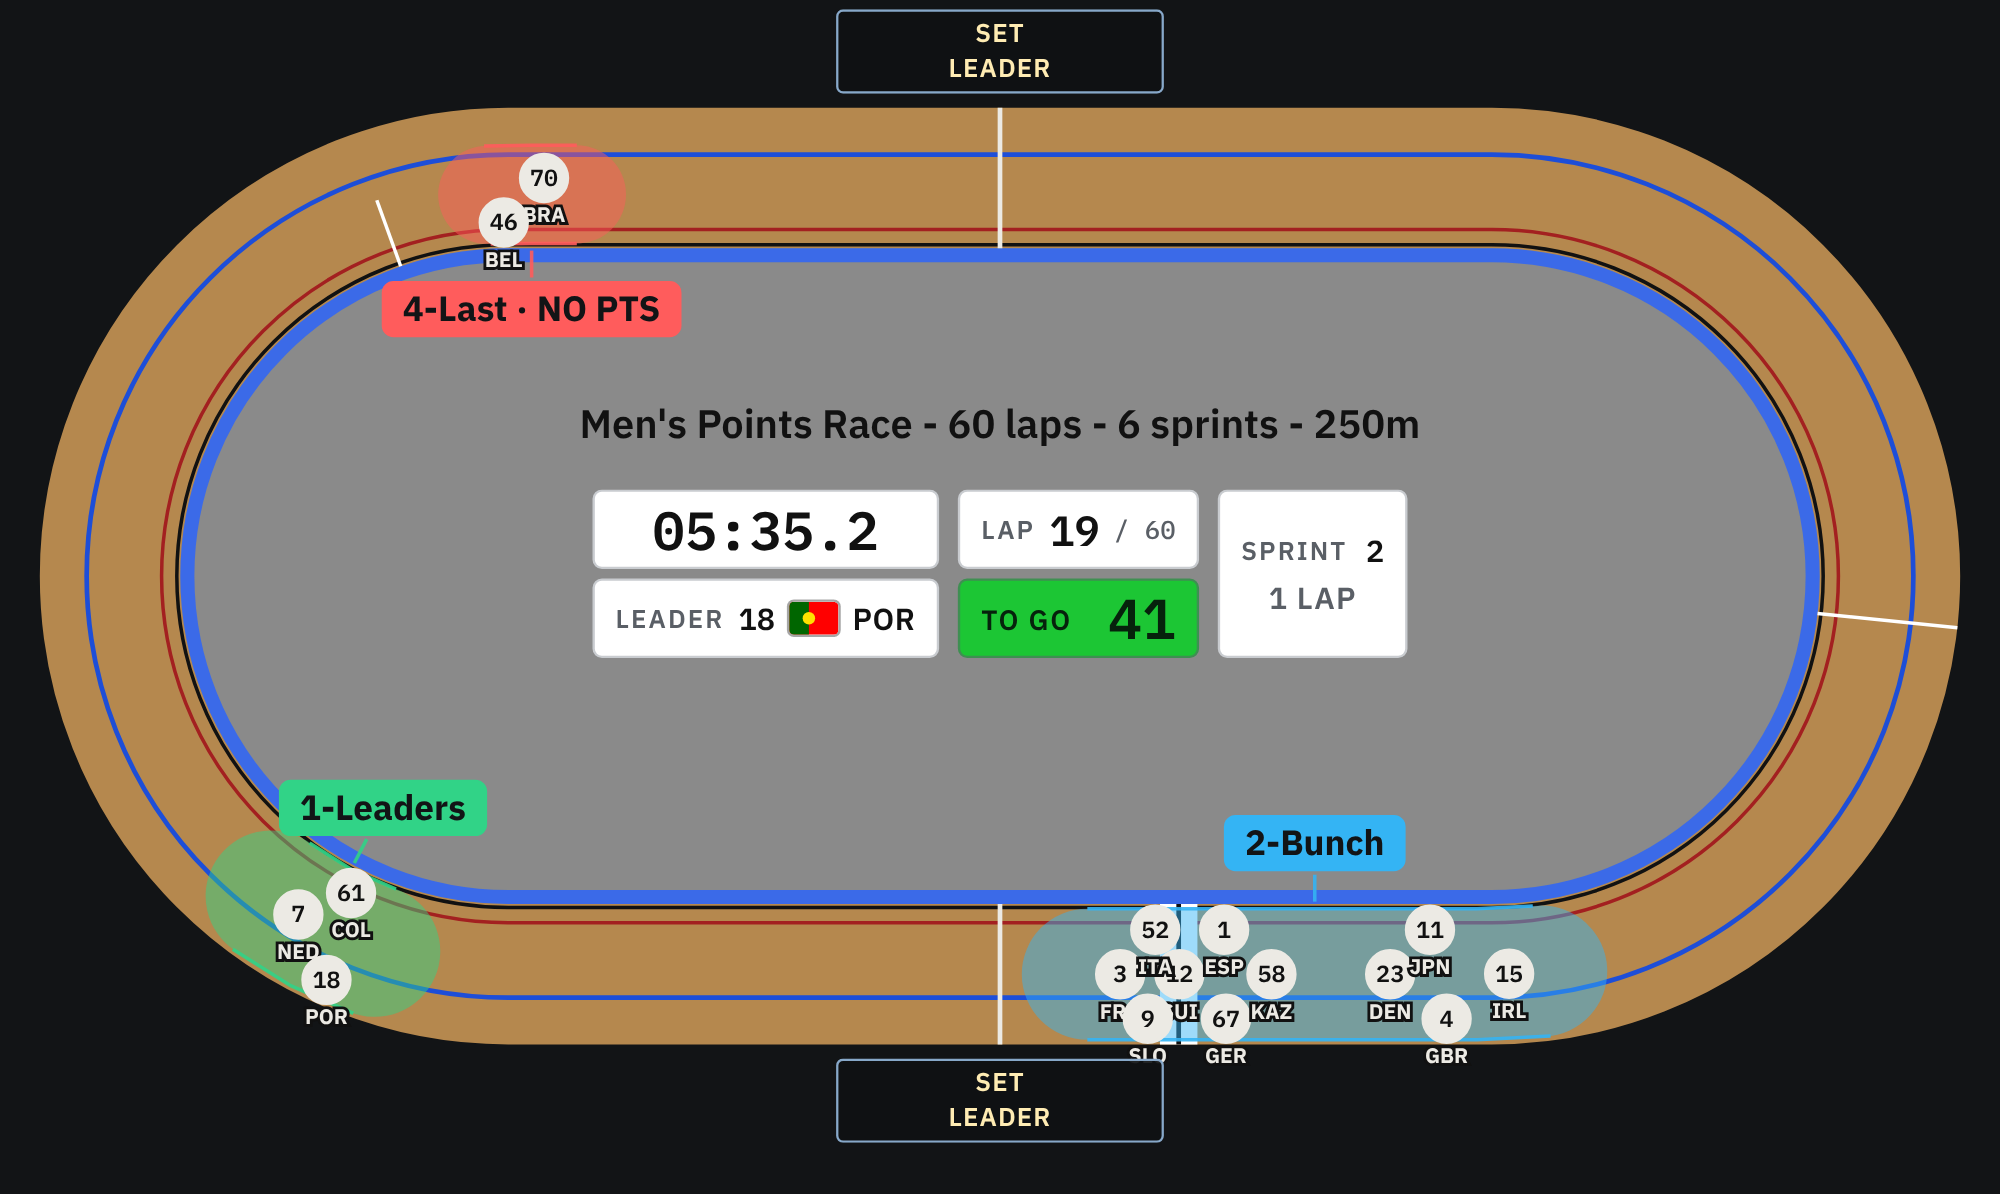 SET
LEADER
70
BRA
46
BEL
4-Last · NO PTS
Men's Points Race - 60 laps - 6 sprints - 250m
05:35.2
LAP 19 / 60
SPRINT 2
1 LAP
LEADER 18 POR
TO GO 41
1-Leaders
2-Bunch
61
COL
7
NED
18
POR
52
ITA
1
ESP
11
JPN
3
12
58
KAZ
23
DEN
15
IRL
9
SLO
67
GER
4
GBR
SET
LEADER